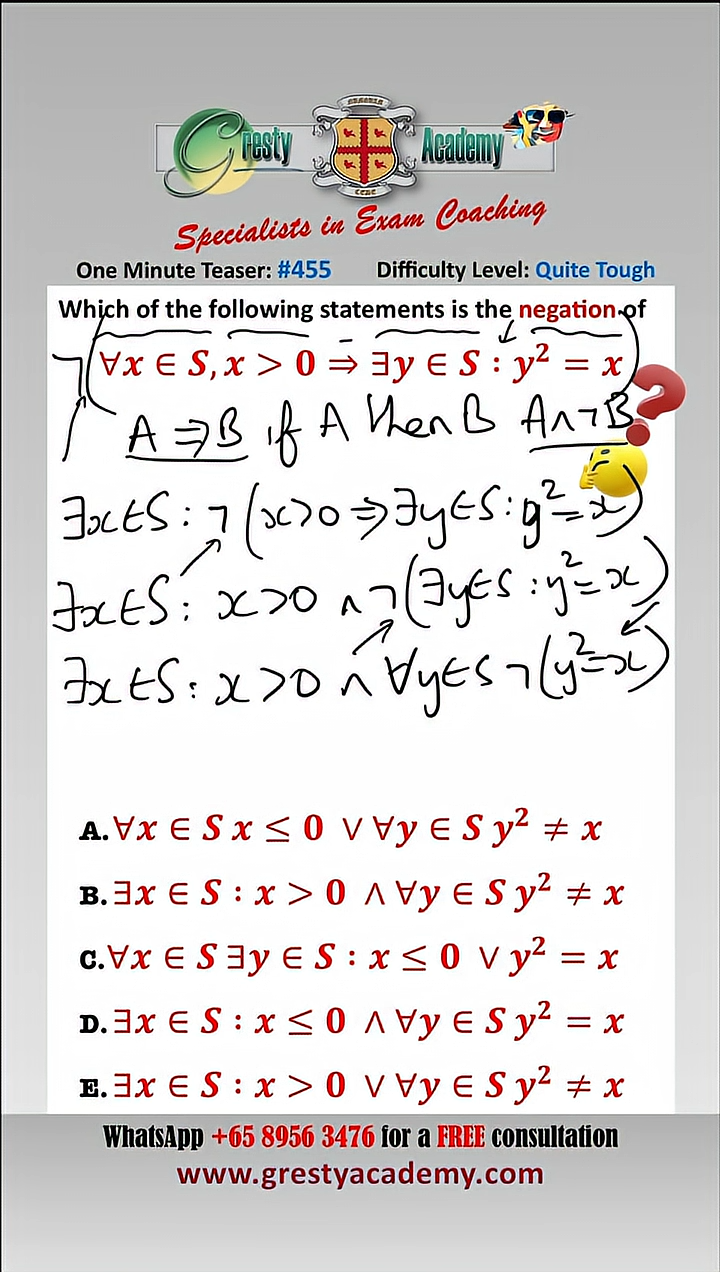 Gresty Academy
Specialists in Exam Coaching
One Minute Teaser: #455 Difficulty Level: Quite Tough
Which of the following statements is the negation of
¬(∀x ∈ S, x > 0 ⇒ ∃y ∈ S : y² = x)
A ⇒ B if A then B A∧¬B
∃x∈S : ¬(x>0 ⇒ ∃y∈S : y² = x)
∃x∈S : x>0 ∧ ¬(∃y∈S : y² = x)
∃x∈S : x>0 ∧ ∀y∈S ¬(y² = x)
A. ∀x ∈ S x ≤ 0 ∨ ∀y ∈ S y² ≠ x
B. ∃x ∈ S : x > 0 ∧ ∀y ∈ S y² ≠ x
C. ∀x ∈ S ∃y ∈ S : x ≤ 0 ∨ y² = x
D. ∃x ∈ S : x ≤ 0 ∧ ∀y ∈ S y² = x
E. ∃x ∈ S : x > 0 ∨ ∀y ∈ S y² ≠ x
WhatsApp +65 8956 3476 for a FREE consultation
www.grestyacademy.com